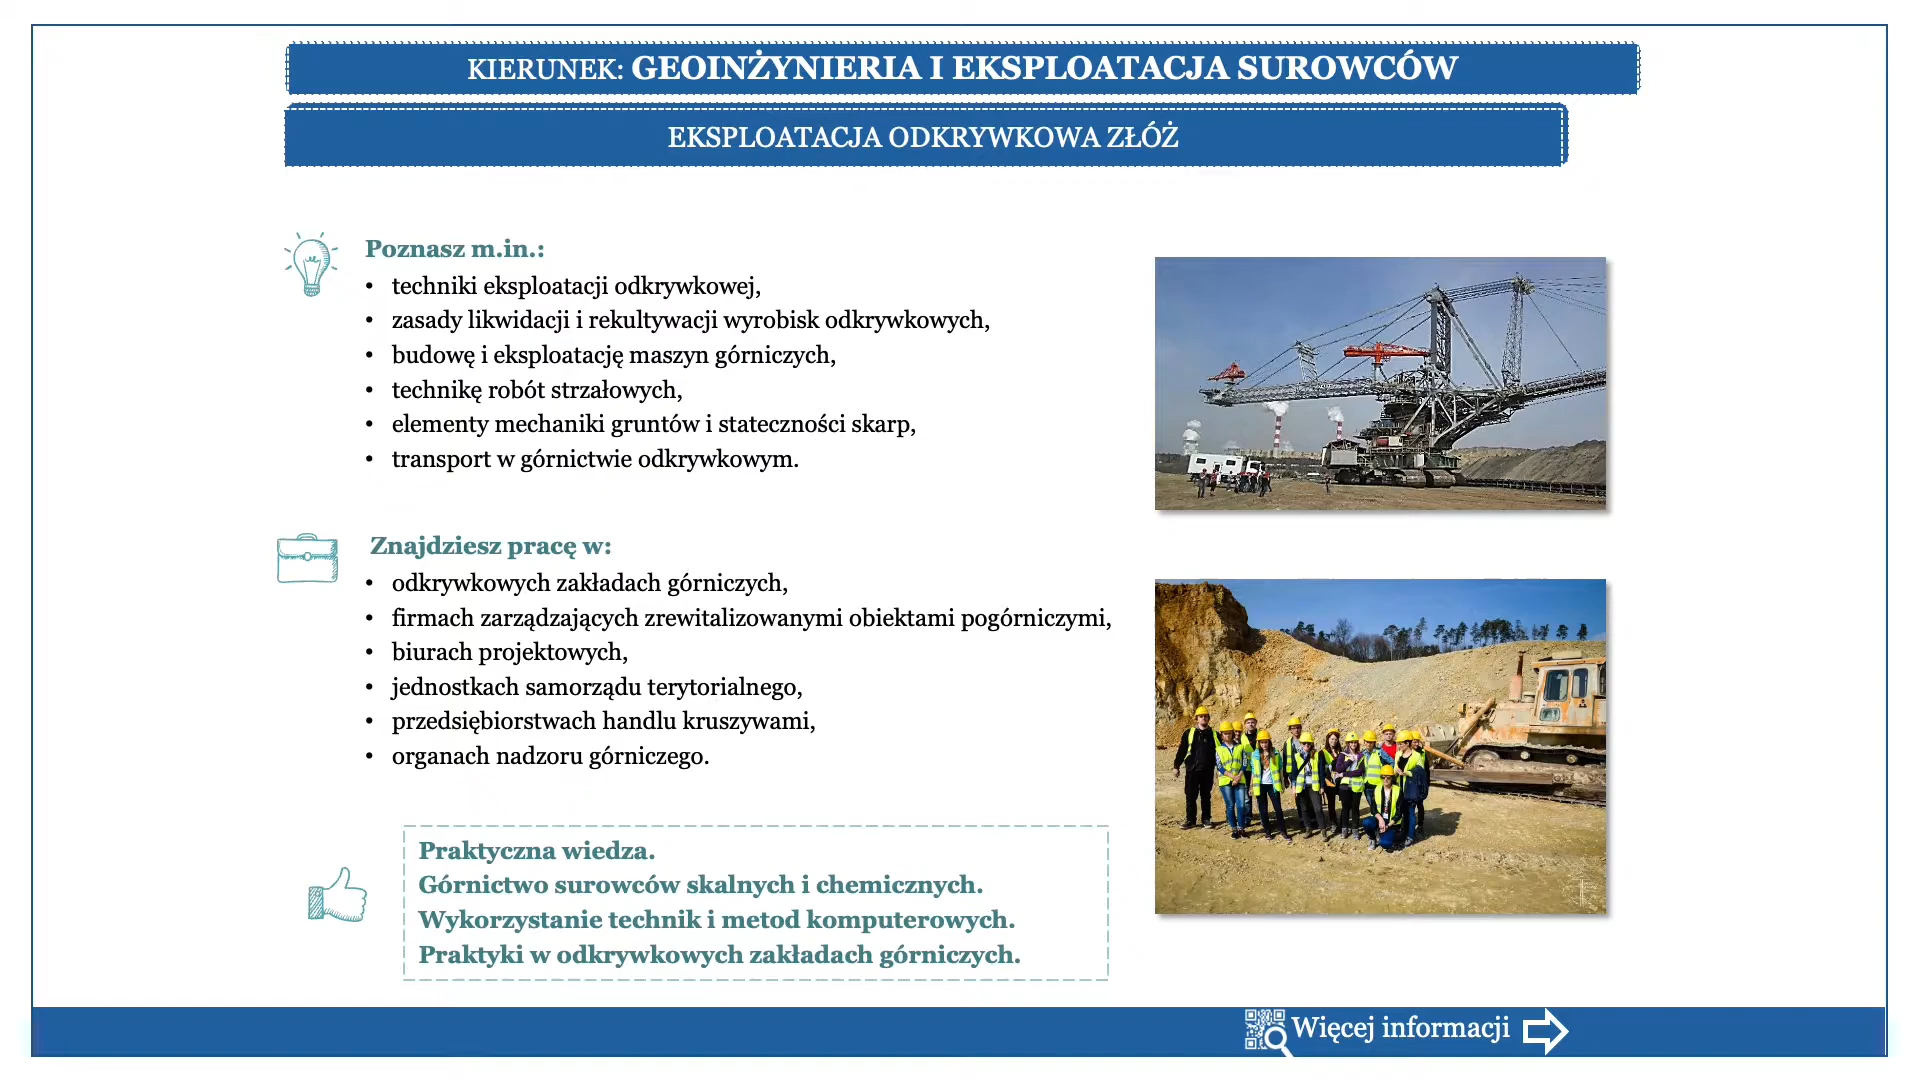 KIERUNEK: GEOINŻYNIERIA I EKSPLOATACJA SUROWCÓW
EKSPLOATACJA ODKRYWKOWA ZŁÓŻ
Poznasz m.in.:
• techniki eksploatacji odkrywkowej,
• zasady likwidacji i rekultywacji wyrobisk odkrywkowych,
• budowę i eksploatację maszyn górniczych,
• technikę robót strzałowych,
• elementy mechaniki gruntów i stateczności skarp,
• transport w górnictwie odkrywkowym.
Znajdziesz pracę w:
• odkrywkowych zakładach górniczych,
• firmach zarządzających zrewitalizowanymi obiektami pogórniczymi,
• biurach projektowych,
• jednostkach samorządu terytorialnego,
• przedsiębiorstwach handlu kruszywami,
• organach nadzoru górniczego.
Praktyczna wiedza.
Górnictwo surowców skalnych i chemicznych.
Wykorzystanie technik i metod komputerowych.
Praktyki w odkrywkowych zakładach górniczych.
Więcej informacji